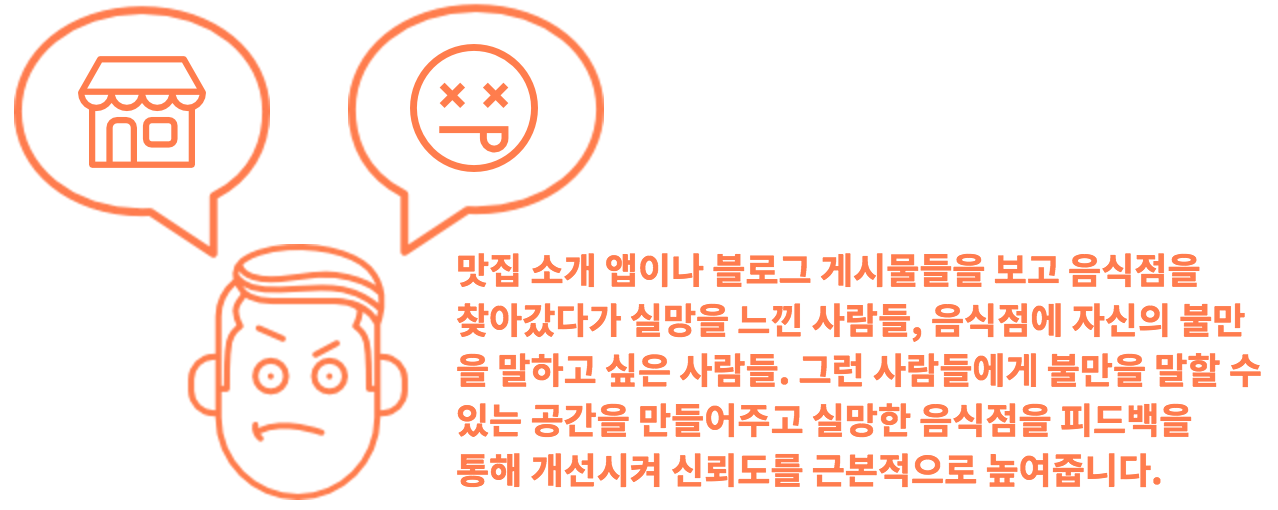 맛집 소개 앱이나 블로그 게시물들을 보고 음식점을
찾아갔다가 실망을 느낀 사람들, 음식점에 자신의 불만
을 말하고 싶은 사람들. 그런 사람들에게 불만을 말할 수
있는 공간을 만들어주고 실망한 음식점을 피드백을
통해 개선시켜 신뢰도를 근본적으로 높여줍니다.